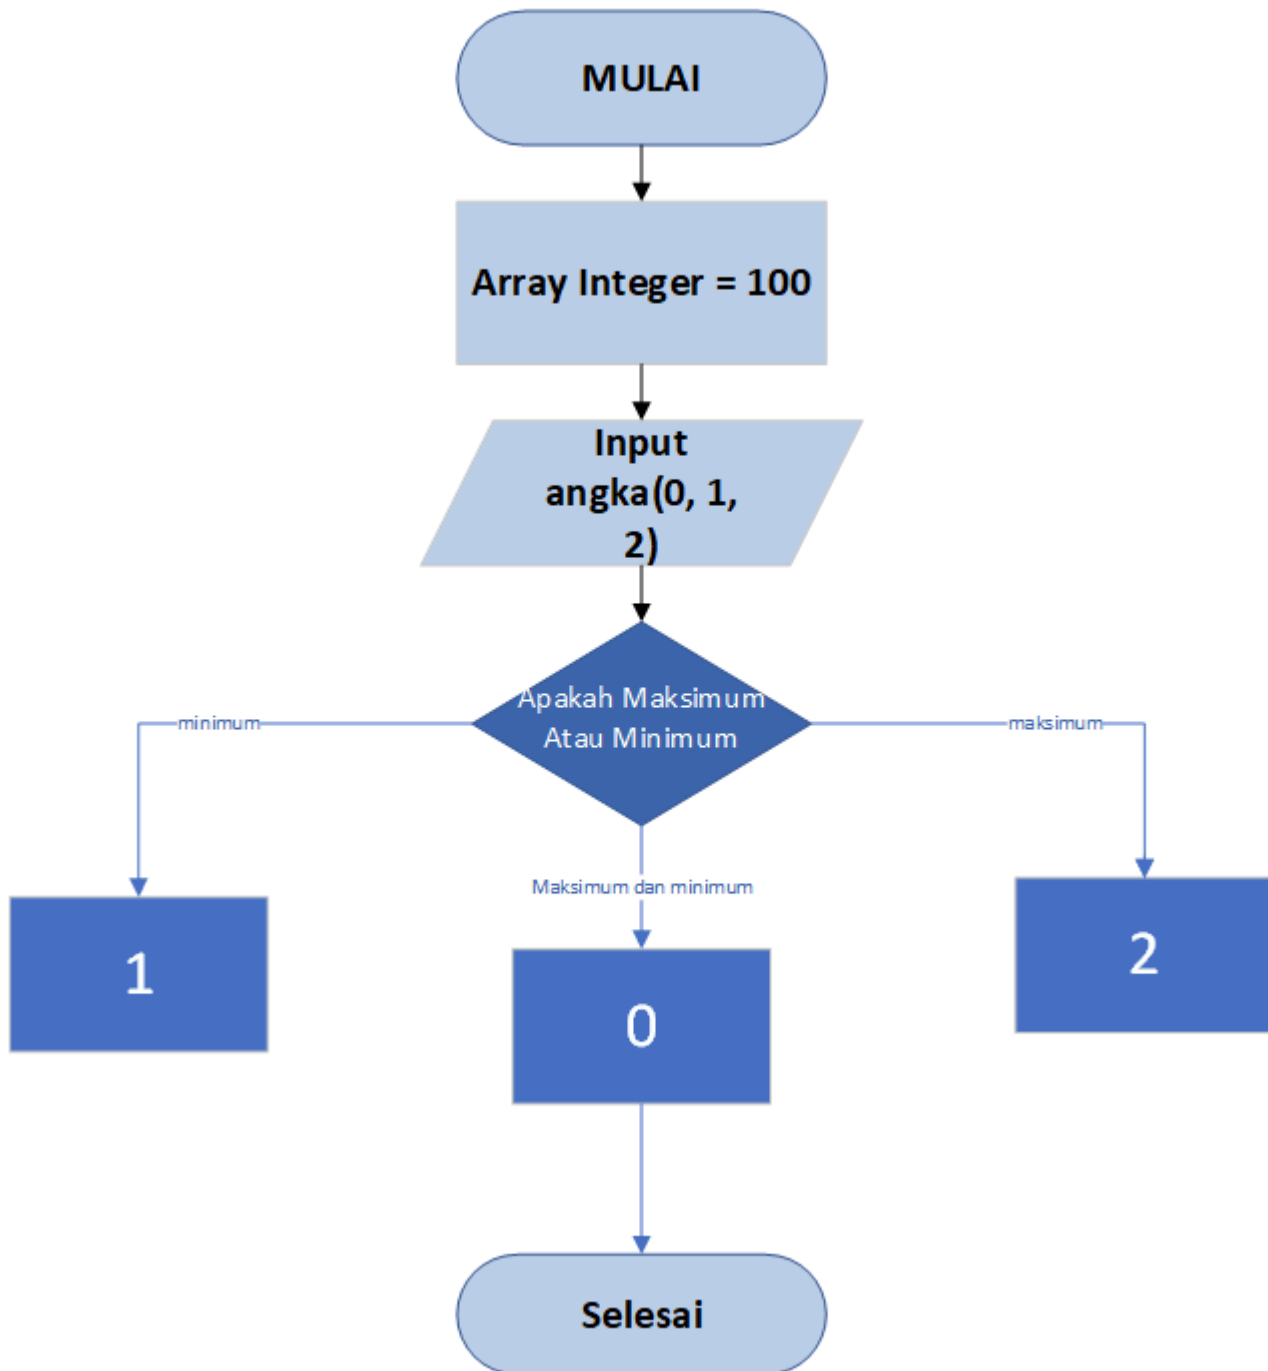 MULAI
Array Integer = 100
Input
angka(0, 1,
2)
Apakah Maksimum
Atau Minimum
minimum
maksimum
Maksimum dan minimum
1
0
2
Selesai